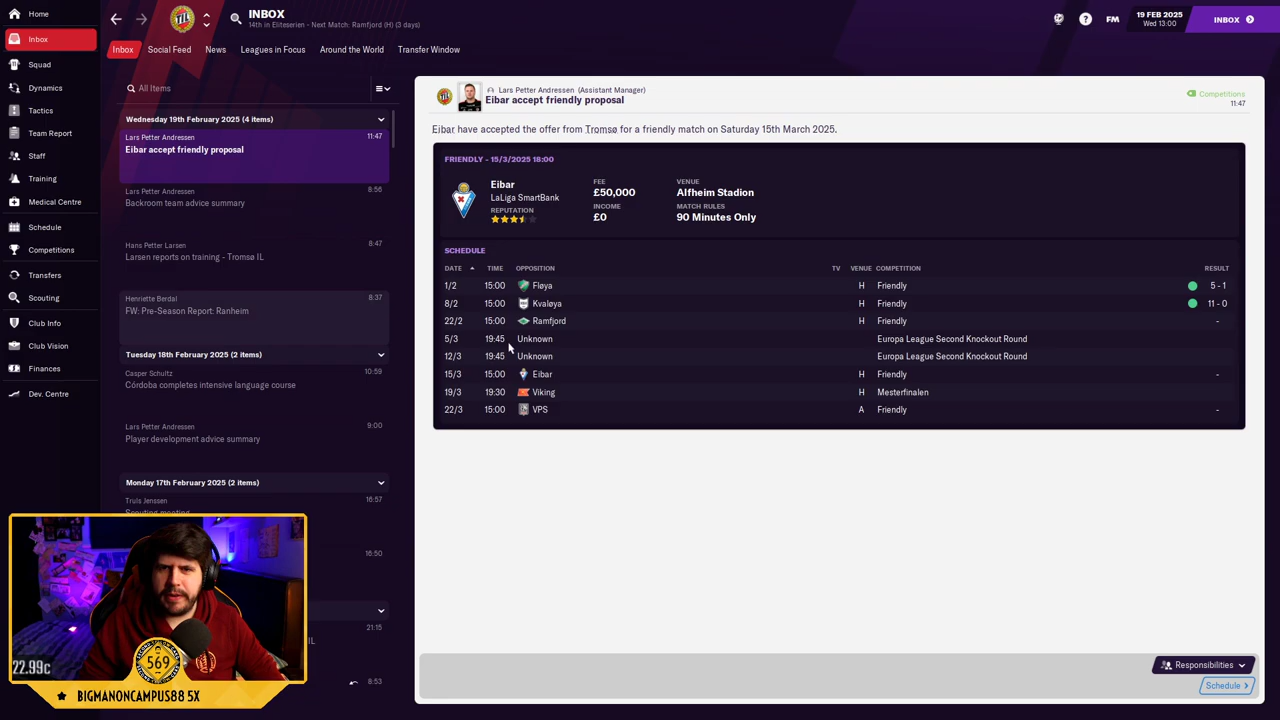 Home
Inbox
Squad
Dynamics
Tactics
Team Report
Staff
Training
Medical Centre
Schedule
Competitions
Transfers
Scouting
Club Info
Club Vision
Finances
Dev. Centre
INBOX
14th in Eliteserien - Next Match: Ramfjord (H) (3 days)
FM
19 FEB 2025
Wed 13:00
INBOX
Inbox Social Feed News Leagues in Focus Around the World Transfer Window
All Items
Wednesday 19th February 2025 (4 items)
Lars Petter Andressen 11:47
Eibar accept friendly proposal
Lars Petter Andressen 8:56
Backroom team advice summary
Hans Petter Larsen 8:47
Larsen reports on training - Tromsø IL
Henriette Berdal 8:37
FW: Pre-Season Report: Ranheim
Tuesday 18th February 2025 (2 items)
Casper Schultz 10:59
Córdoba completes intensive language course
Lars Petter Andressen 9:00
Player development advice summary
Monday 17th February 2025 (2 items)
Truls Jenssen 16:57
Scouting meeting
16:50
21:15
IL
8:53
Lars Petter Andressen (Assistant Manager)
Eibar accept friendly proposal
Competitions
11:47
Eibar have accepted the offer from Tromsø for a friendly match on Saturday 15th March 2025.
FRIENDLY - 15/3/2025 18:00
Eibar
LaLiga SmartBank
REPUTATION
FEE
£50,000
INCOME
£0
VENUE
Alfheim Stadion
MATCH RULES
90 Minutes Only
SCHEDULE
DATE TIME OPPOSITION TV VENUE COMPETITION RESULT
1/2 15:00 Fløya H Friendly 5 - 1
8/2 15:00 Kvaløya H Friendly 11 - 0
22/2 15:00 Ramfjord H Friendly -
5/3 19:45 Unknown Europa League Second Knockout Round
12/3 19:45 Unknown Europa League Second Knockout Round
15/3 15:00 Eibar H Friendly -
19/3 19:30 Viking H Mesterfinalen
22/3 15:00 VPS A Friendly -
Responsibilities
Schedule
22.99c
569
BIGMANONCAMPUS88 5X